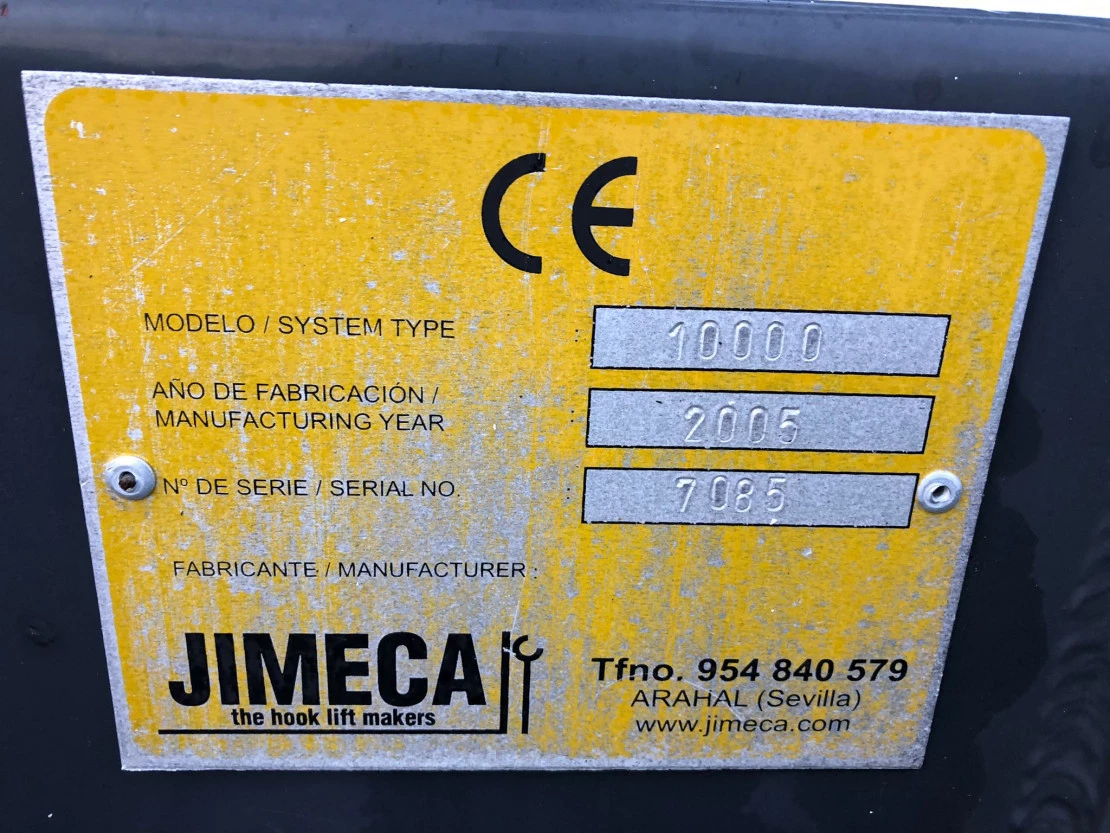 CE
MODELO / SYSTEM TYPE 10000
AÑO DE FABRICACIÓN /
MANUFACTURING YEAR 2005
Nº DE SERIE / SERIAL NO. : 7085
FABRICANTE / MANUFACTURER :
JIMECA
the hook lift makers
Tfno. 954 840 579
ARAHAL (Sevilla)
www.jimeca.com